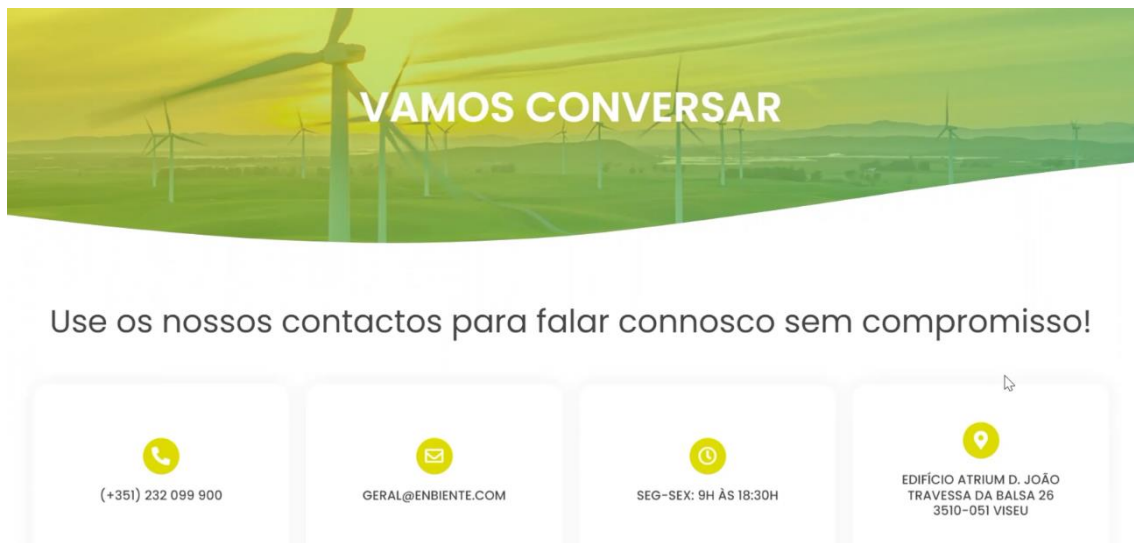 VAMOS CONVERSAR
Use os nossos contactos para falar connosco sem compromisso!
(+351) 232 099 900
GERAL@ENBIENTE.COM
SEG-SEX: 9H ÀS 18:30H
EDIFÍCIO ATRIUM D. JOÃO
TRAVESSA DA BALSA 26
3510-051 VISEU